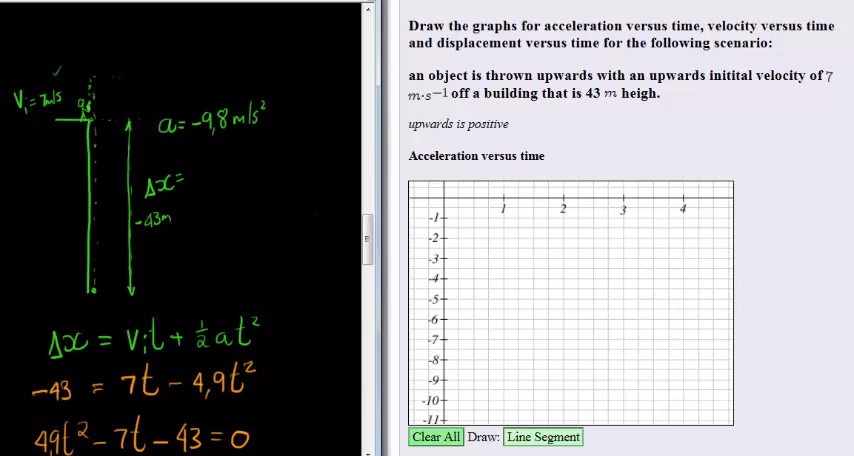 Vi = 7m/s
a = -9,8 m/s²
Δx =
-43m
Δx = Vit + ½at²
-43 = 7t - 4,9t²
4,9t² - 7t - 43 = 0
Draw the graphs for acceleration versus time, velocity versus time
and displacement versus time for the following scenario:
an object is thrown upwards with an upwards initital velocity of 7
m·s−1 off a building that is 43 m heigh.
upwards is positive
Acceleration versus time
1 2 3 4
-1
-2
-3
-4
-5
-6
-7
-8
-9
-10
-11
Clear All Draw: Line Segment